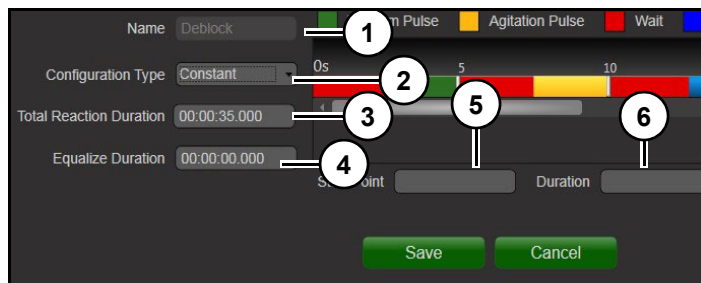 Name Deblock 1 Pulse Agitation Pulse Wait
Configuration Type Constant 2 0s 5 10
Total Reaction Duration 00:00:35.000 3 5 6
Equalize Duration 00:00:00.000 4
Duration
Save Cancel